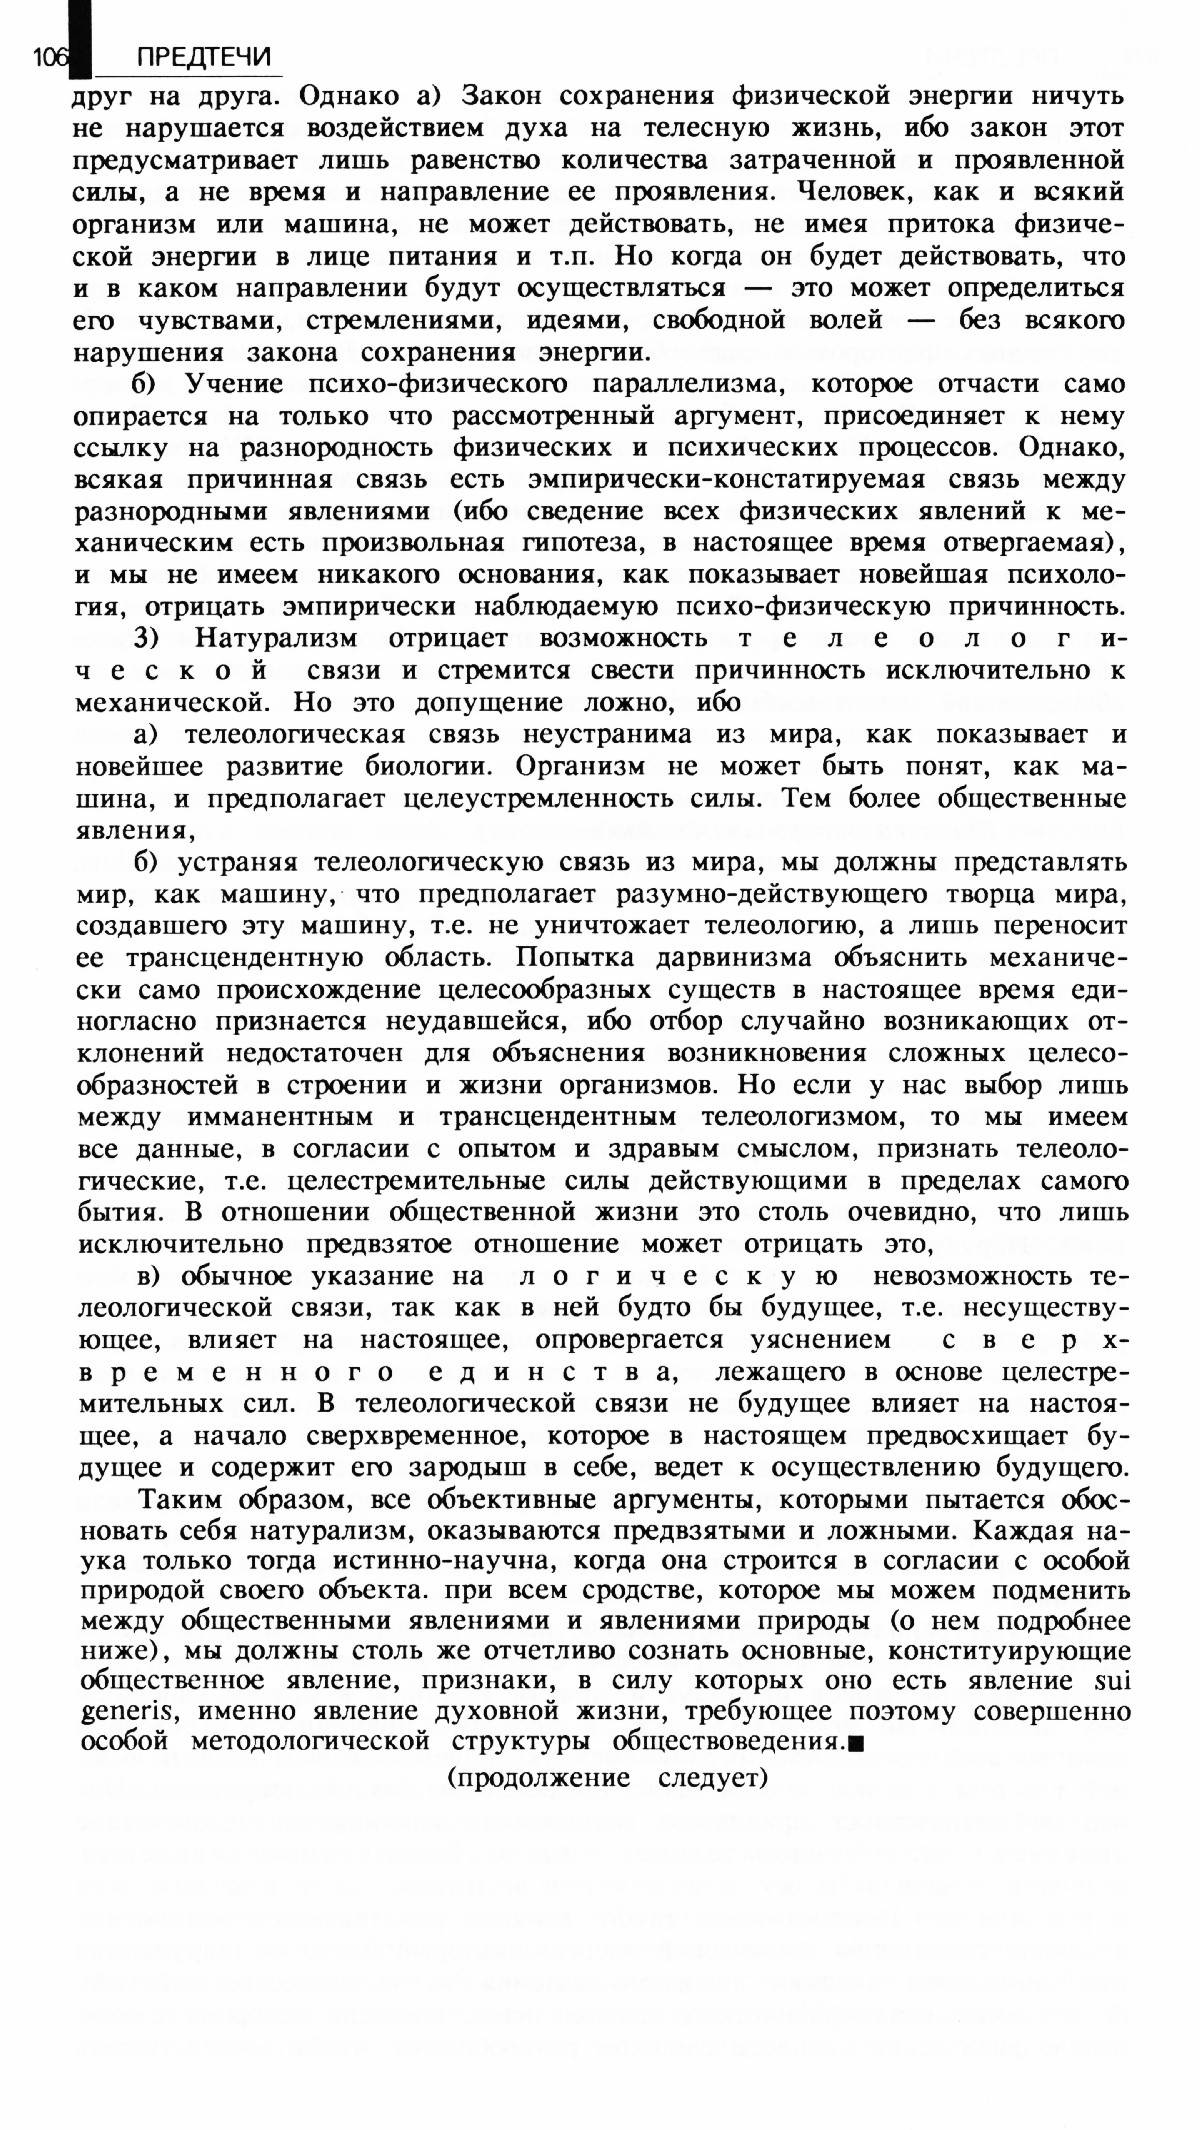 106 ПРЕДТЕЧИ
друг на друга. Однако а) Закон сохранения физической энергии ничуть
не нарушается воздействием духа на телесную жизнь, ибо закон этот
предусматривает лишь равенство количества затраченной и проявленной
силы, а не время и направление ее проявления. Человек, как и всякий
организм или машина, не может действовать, не имея притока физиче-
ской энергии в лице питания и т.п. Но когда он будет действовать, что
и в каком направлении будут осуществляться — это может определиться
его чувствами, стремлениями, идеями, свободной волей — без всякого
нарушения закона сохранения энергии.
б) Учение психо-физического параллелизма, которое отчасти само
опирается на только что рассмотренный аргумент, присоединяет к нему
ссылку на разнородность физических и психических процессов. Однако,
всякая причинная связь есть эмпирически-констатируемая связь между
разнородными явлениями (ибо сведение всех физических явлений к ме-
ханическим есть произвольная гипотеза, в настоящее время отвергаемая),
и мы не имеем никакого основания, как показывает новейшая психоло-
гия, отрицать эмпирически наблюдаемую психо-физическую причинность.
3) Натурализм отрицает возможность т е л е о л о г и-
ч е с к о й связи и стремится свести причинность исключительно к
механической. Но это допущение ложно, ибо
а) телеологическая связь неустранима из мира, как показывает и
новейшее развитие биологии. Организм не может быть понят, как ма-
шина, и предполагает целеустремленность силы. Тем более общественные
явления,
б) устраняя телеологическую связь из мира, мы должны представлять
мир, как машину, что предполагает разумно-действующего творца мира,
создавшего эту машину, т.е. не уничтожает телеологию, а лишь переносит
ее трансцендентную область. Попытка дарвинизма объяснить механиче-
ски само происхождение целесообразных существ в настоящее время еди-
ногласно признается неудавшейся, ибо отбор случайно возникающих от-
клонений недостаточен для объяснения возникновения сложных целесо-
образностей в строении и жизни организмов. Но если у нас выбор лишь
между имманентным и трансцендентным телеологизмом, то мы имеем
все данные, в согласии с опытом и здравым смыслом, признать телеоло-
гические, т.е. целестремительные силы действующими в пределах самого
бытия. В отношении общественной жизни это столь очевидно, что лишь
исключительно предвзятое отношение может отрицать это,
в) обычное указание на л о г и ч е с к у ю невозможность те-
леологической связи, так как в ней будто бы будущее, т.е. несуществу-
ющее, влияет на настоящее, опровергается уяснением с в е р х-
в р е м е н н о г о е д и н с т в а, лежащего в основе целестре-
мительных сил. В телеологической связи не будущее влияет на настоя-
щее, а начало сверхвременное, которое в настоящем предвосхищает бу-
дущее и содержит его зародыш в себе, ведет к осуществлению будущего.
Таким образом, все объективные аргументы, которыми пытается обос-
новать себя натурализм, оказываются предвзятыми и ложными. Каждая на-
ука только тогда истинно-научна, когда она строится в согласии с особой
природой своего объекта. при всем сродстве, которое мы можем подменить
между общественными явлениями и явлениями природы (о нем подробнее
ниже), мы должны столь же отчетливо сознать основные, конституирующие
общественное явление, признаки, в силу которых оно есть явление sui
generis, именно явление духовной жизни, требующее поэтому совершенно
особой методологической структуры обществоведения.■
(продолжение следует)